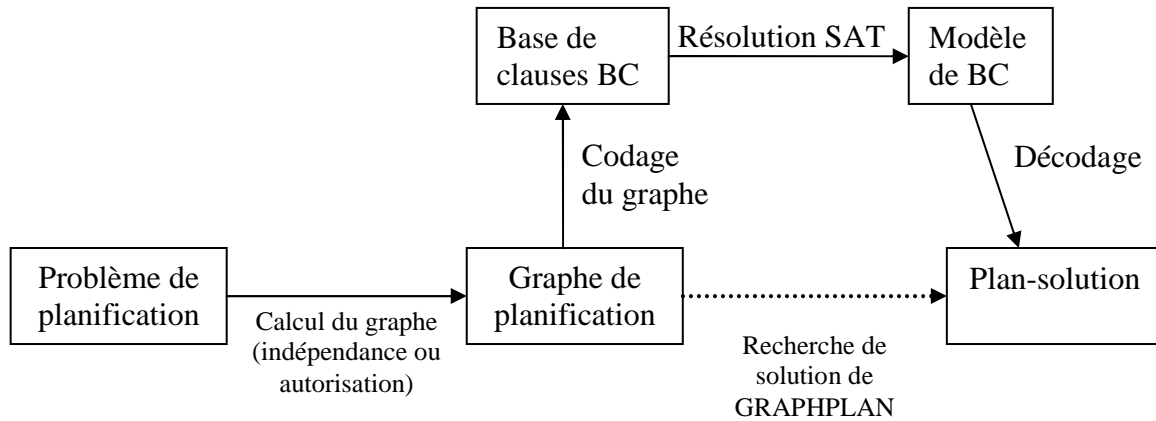 Base de
clauses BC
Résolution SAT
Modèle
de BC
Codage
du graphe
Décodage
Problème de
planification
Calcul du graphe
(indépendance ou
autorisation)
Graphe de
planification
Recherche de
solution de
GRAPHPLAN
Plan-solution